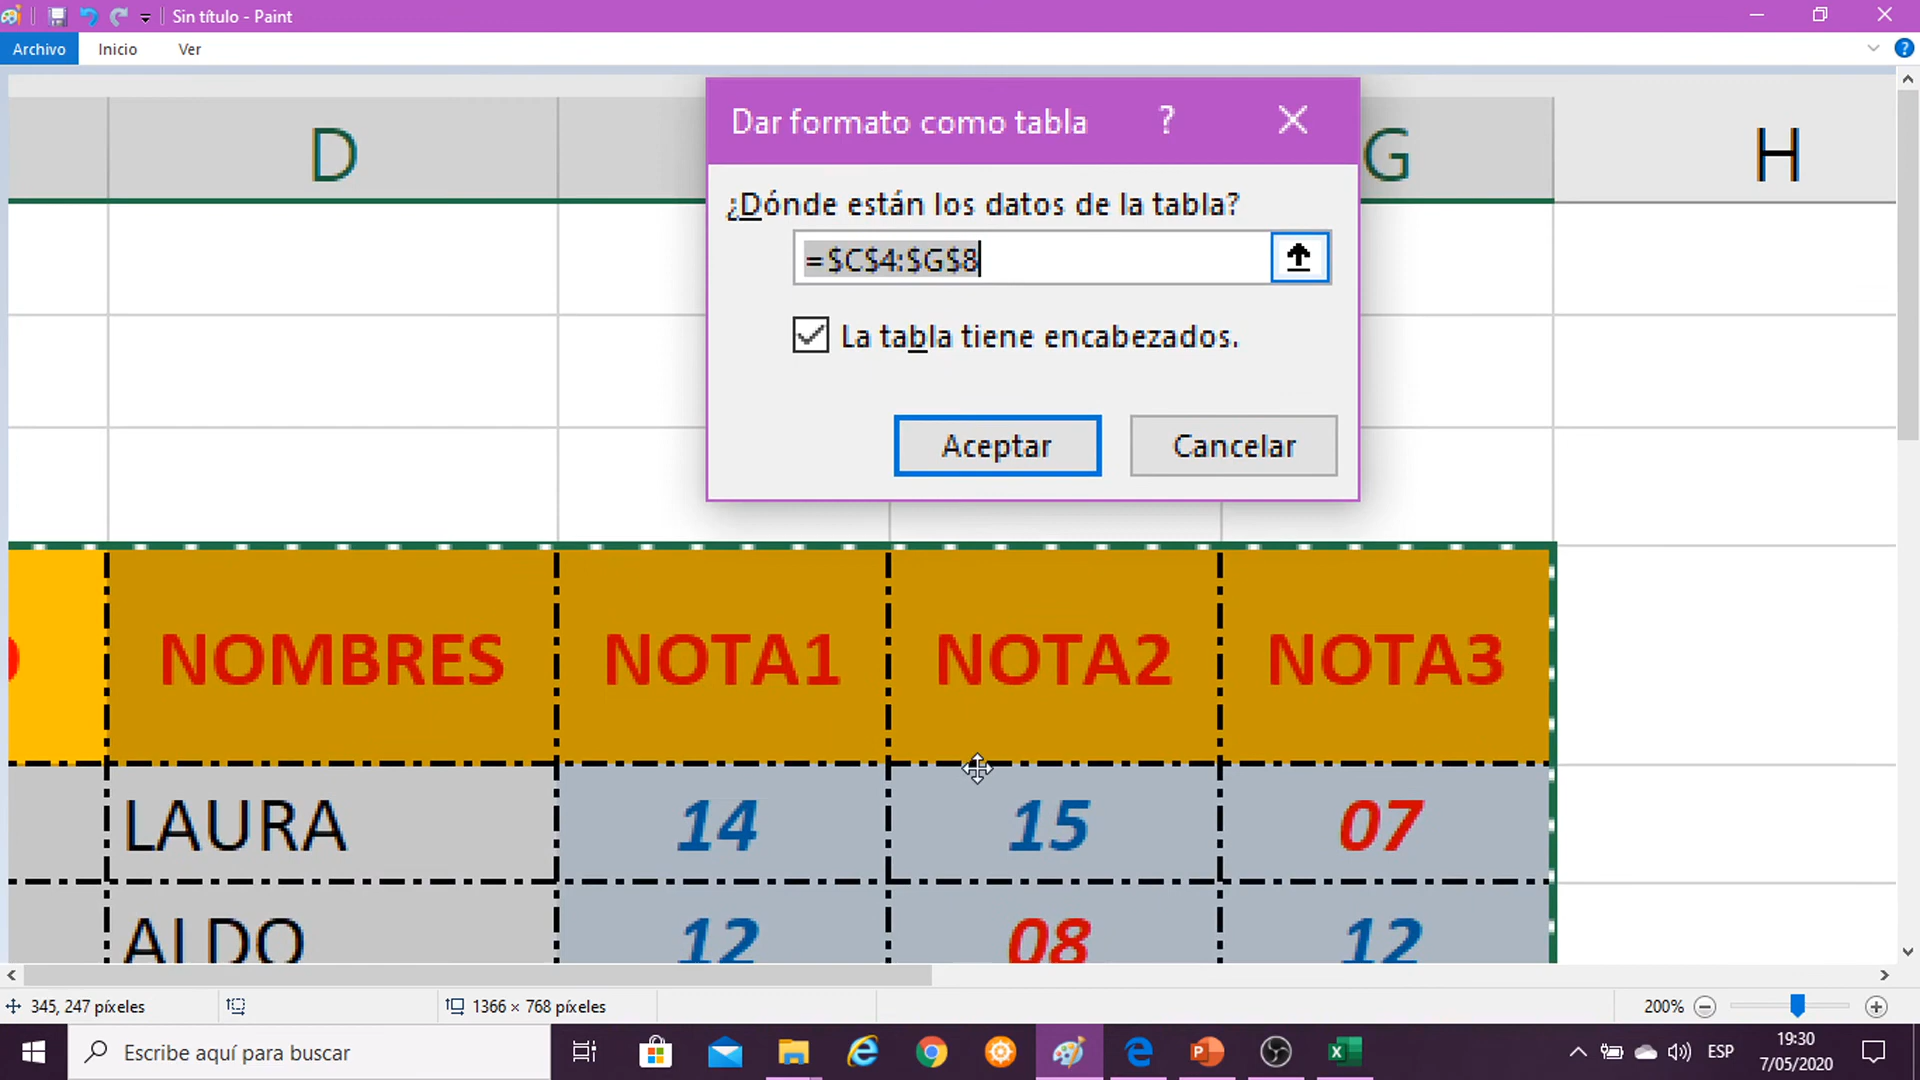 Sin título - Paint
Archivo Inicio Ver
Dar formato como tabla ?
D G H
¿Dónde están los datos de la tabla?
=$C$4:$G$8
La tabla tiene encabezados.
Aceptar Cancelar
NOMBRES NOTA1 NOTA2 NOTA3
LAURA 14 15 07
ALDO 12 08 12
345, 247 píxeles 1366 × 768 píxeles 200%
Escribe aquí para buscar
ESP
19:30
7/05/2020